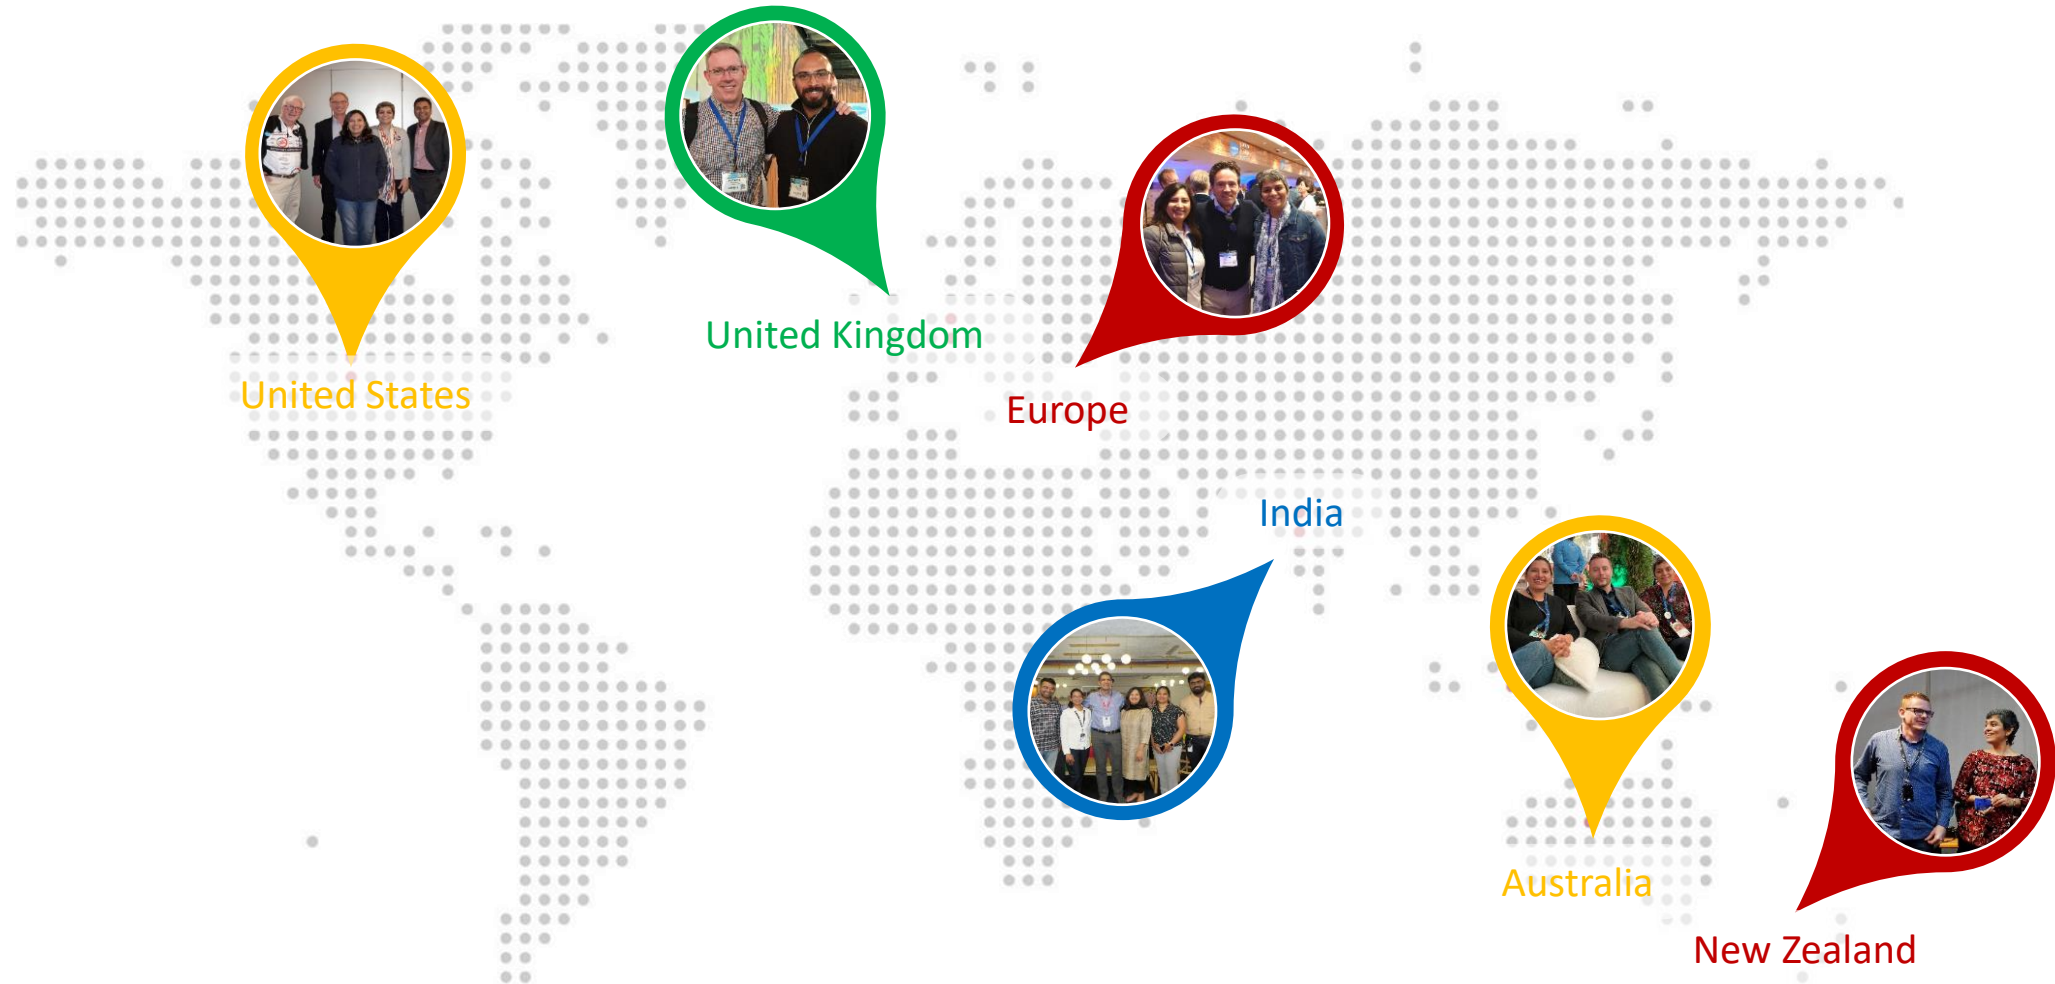 United Kingdom
United States
Europe
India
Australia
New Zealand